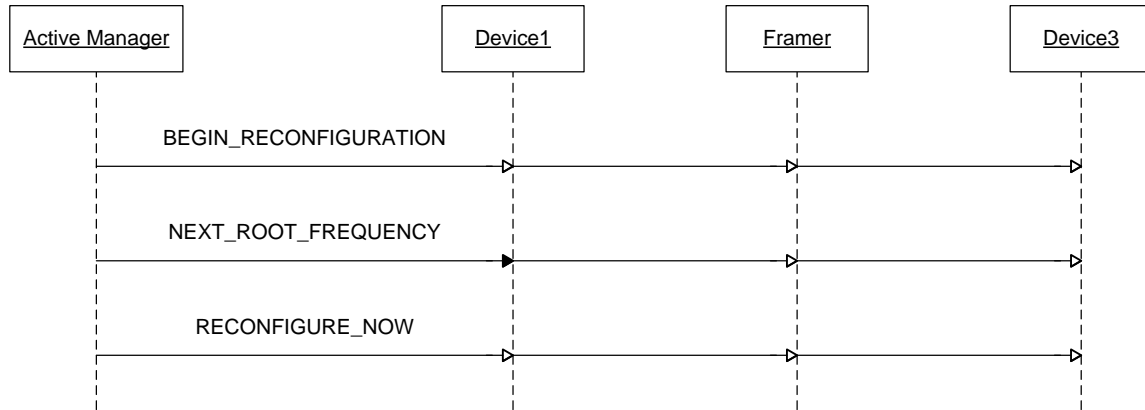 Active Manager
Device1
Framer
Device3
BEGIN_RECONFIGURATION
NEXT_ROOT_FREQUENCY
RECONFIGURE_NOW